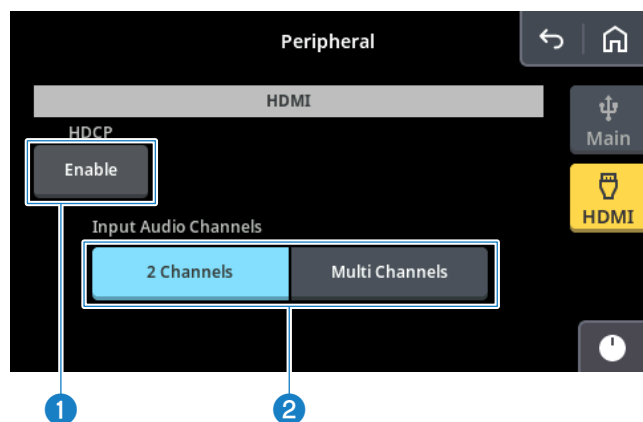 Peripheral
HDMI
Main
HDCP
Enable
HDMI
Input Audio Channels
2 Channels
Multi Channels
1
2